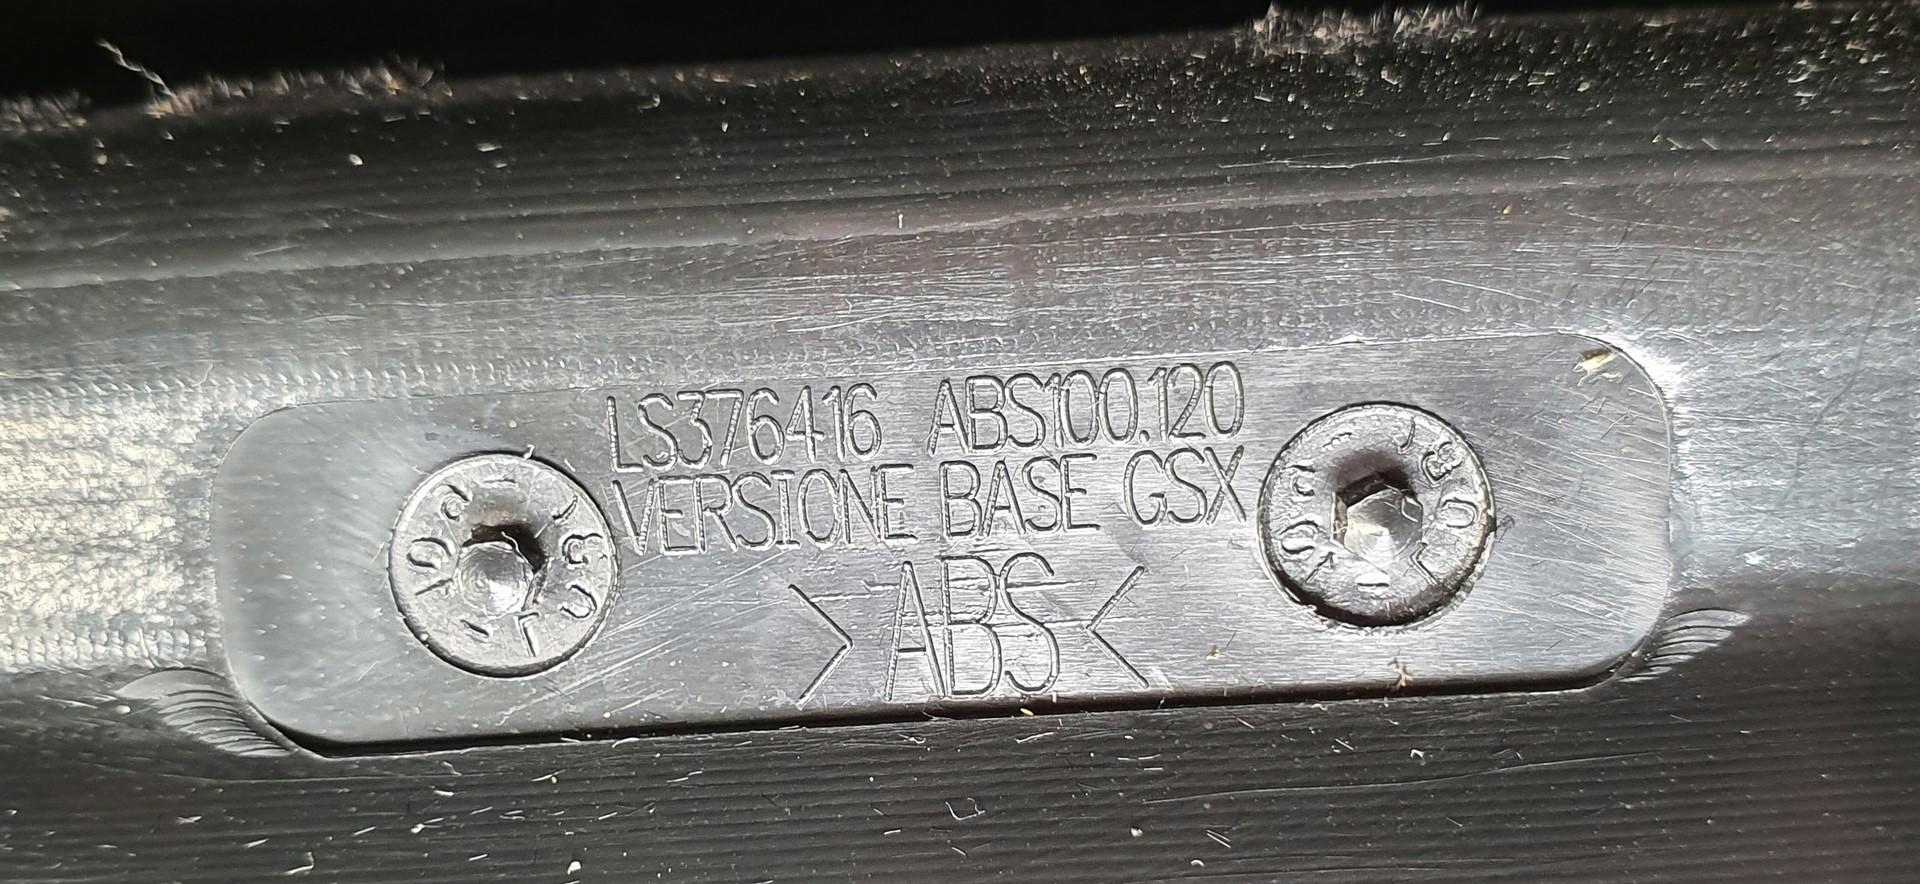 LS376416 ABS100.120
VERSIONE BASE GSX
>ABS<